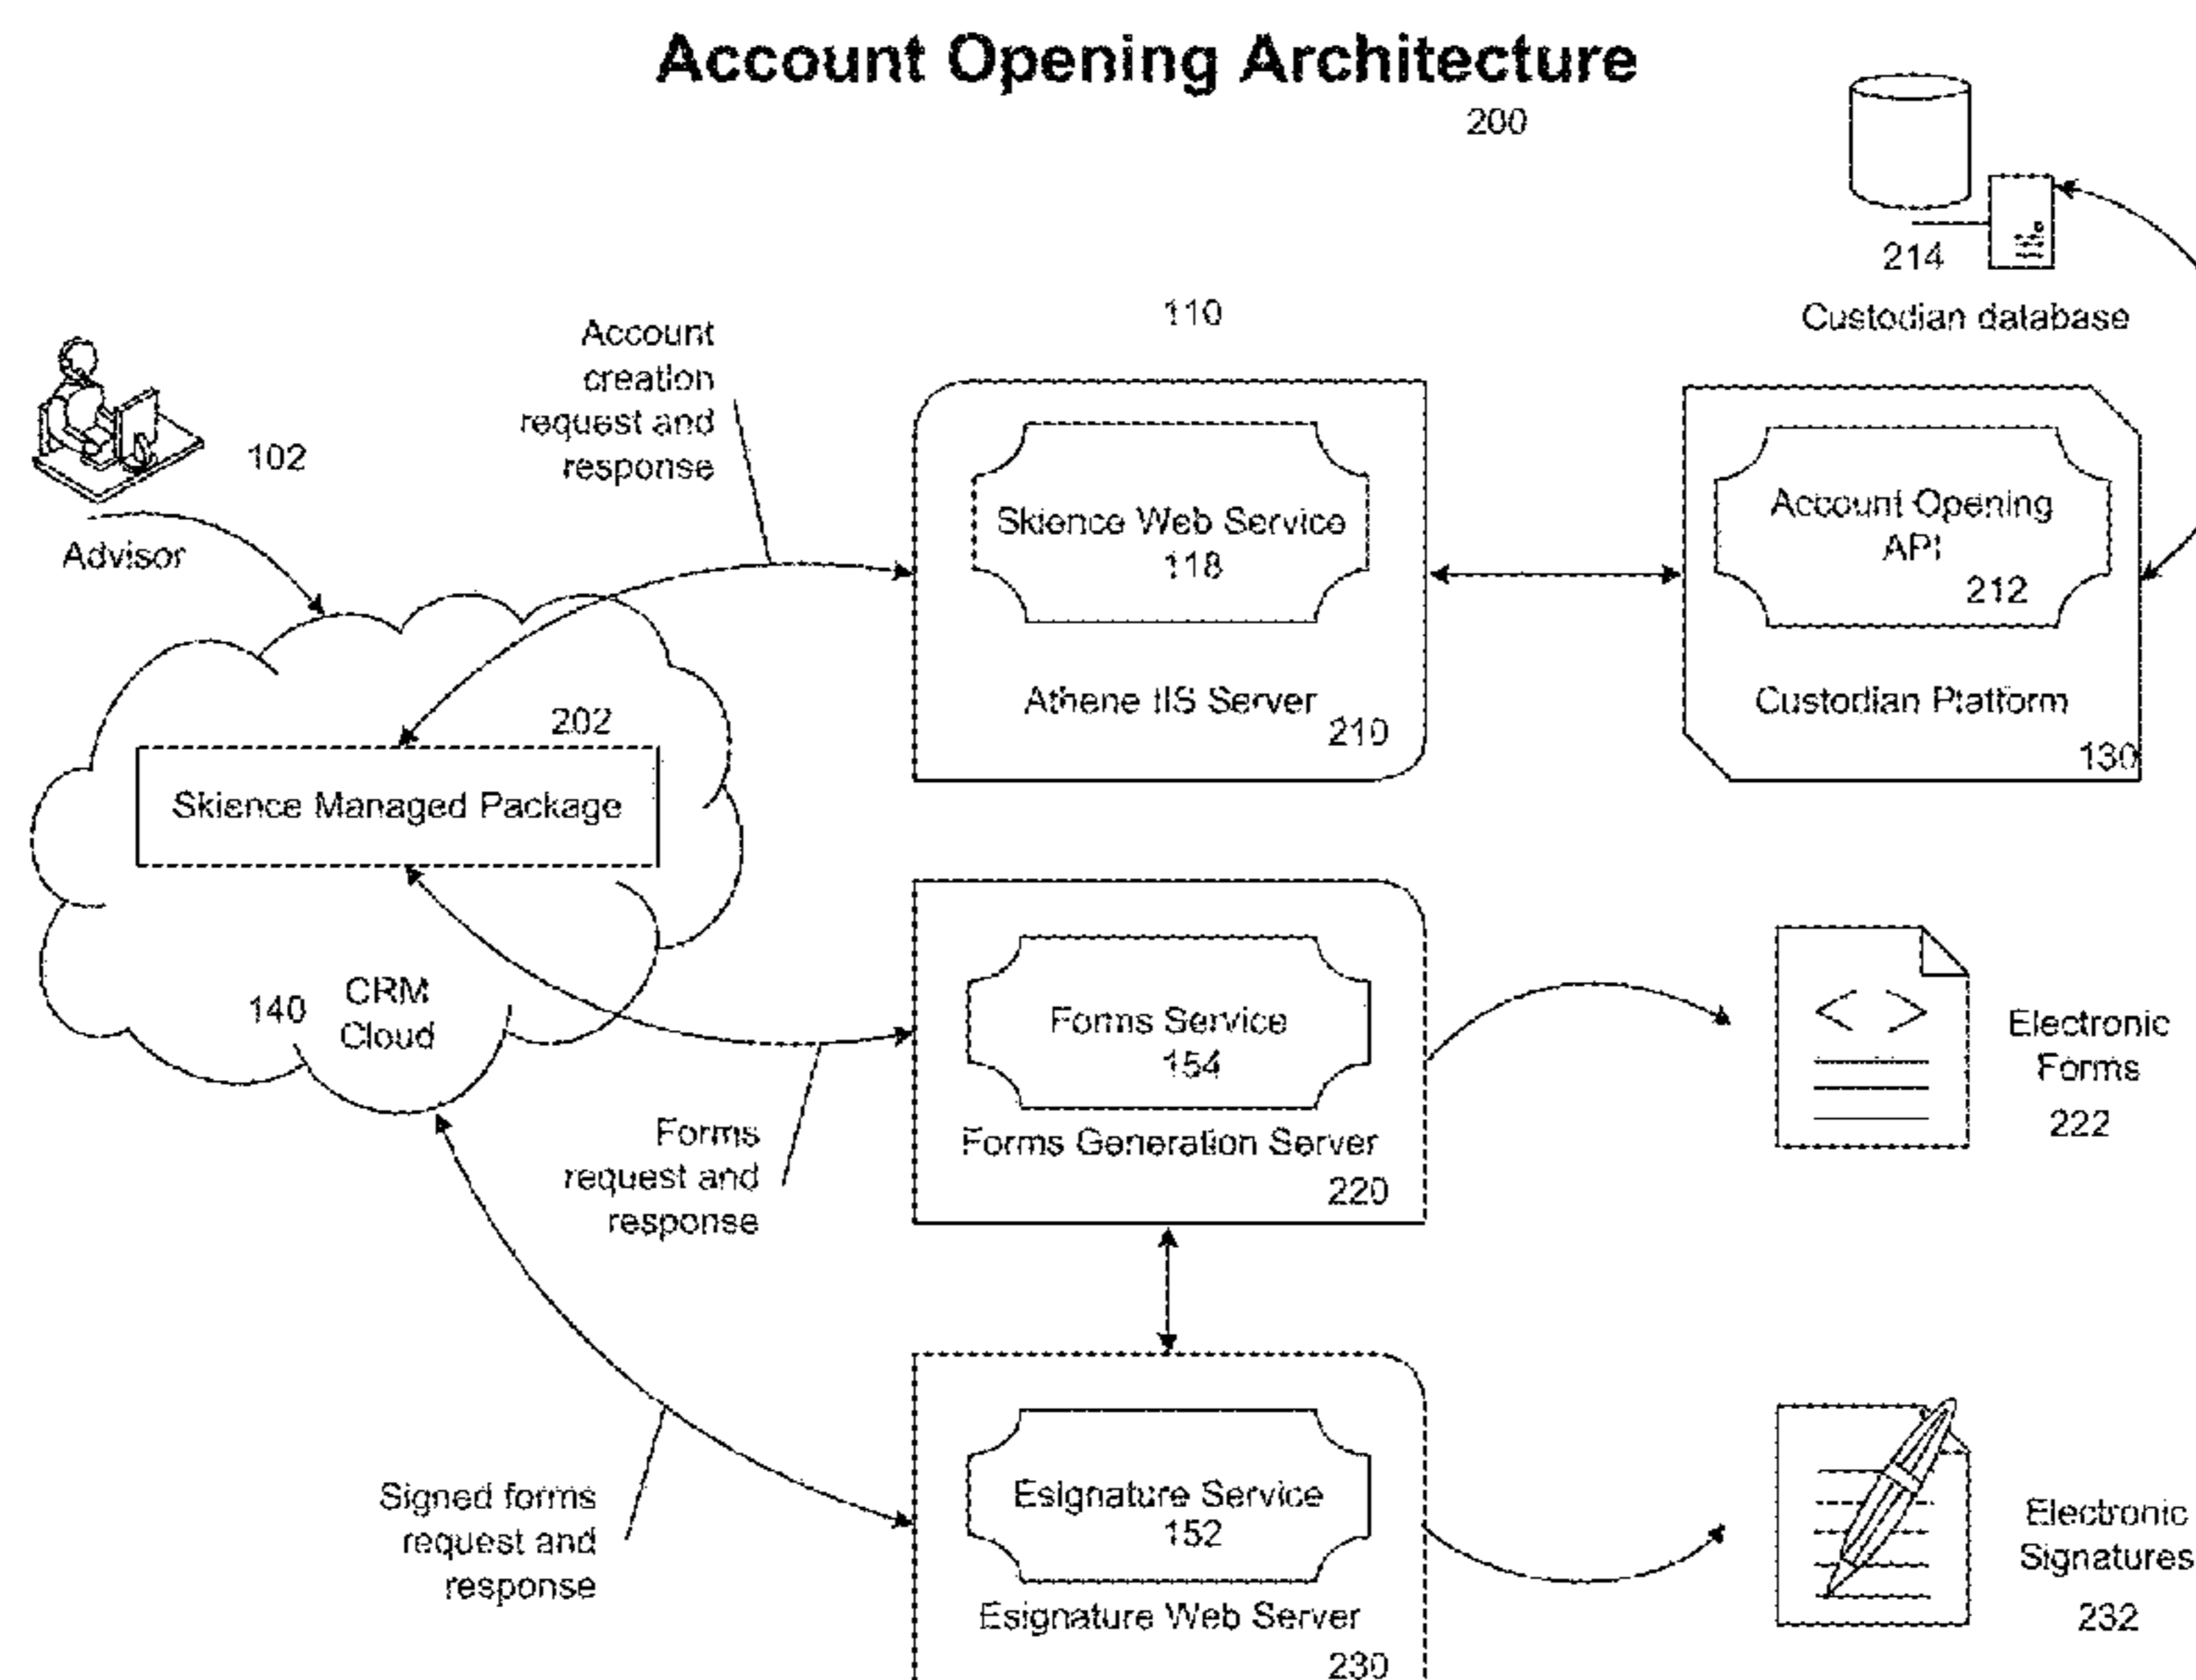 Account Opening Architecture
200
214
Custodian database
110
Account
creation
request and
response
102
Advisor
Skience Web Service
118
Athene IIS Server
210
Account Opening
API
212
Custodian Platform
130
202
Skience Managed Package
140
CRM
Cloud
Forms Service
154
Forms Generation Server
220
Electronic
Forms
222
Forms
request and
response
Signed forms
request and
response
Esignature Service
152
Esignature Web Server
230
Electronic
Signatures
232